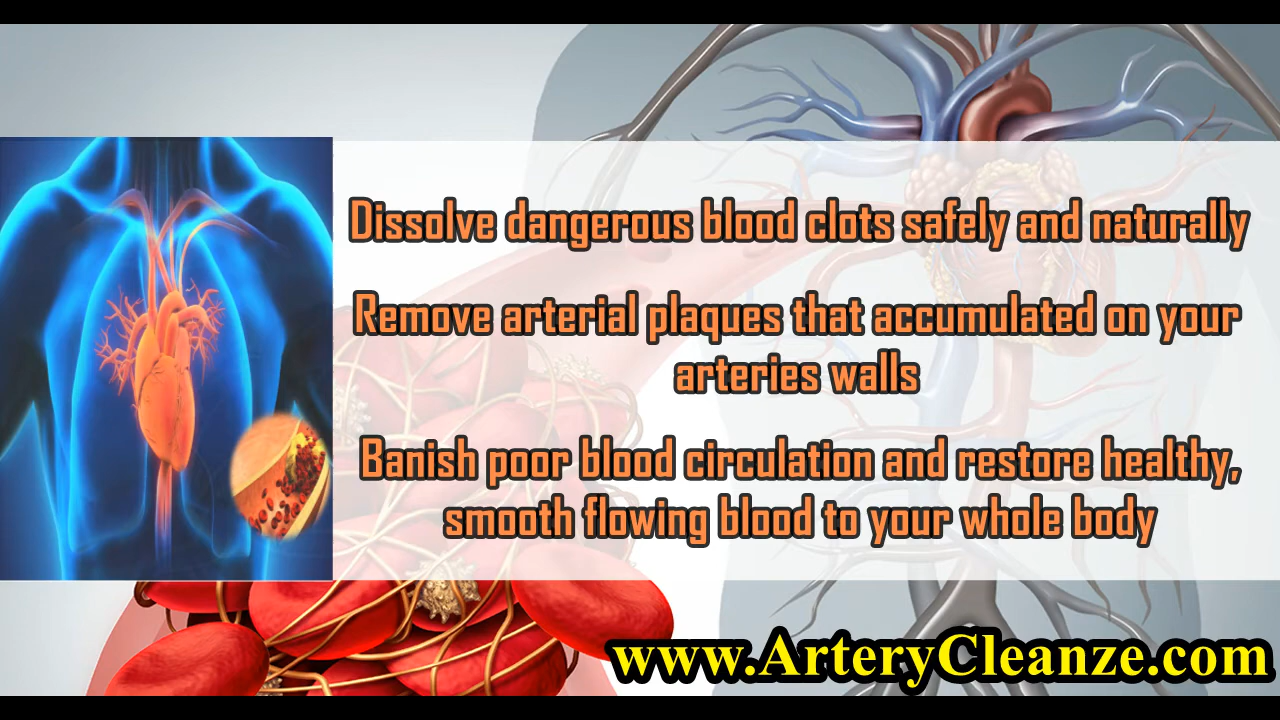 Dissolve dangerous blood clots safely and naturally
Remove arterial plaques that accumulated on your
arteries walls
Banish poor blood circulation and restore healthy,
smooth flowing blood to your whole body
www.ArteryCleanze.com